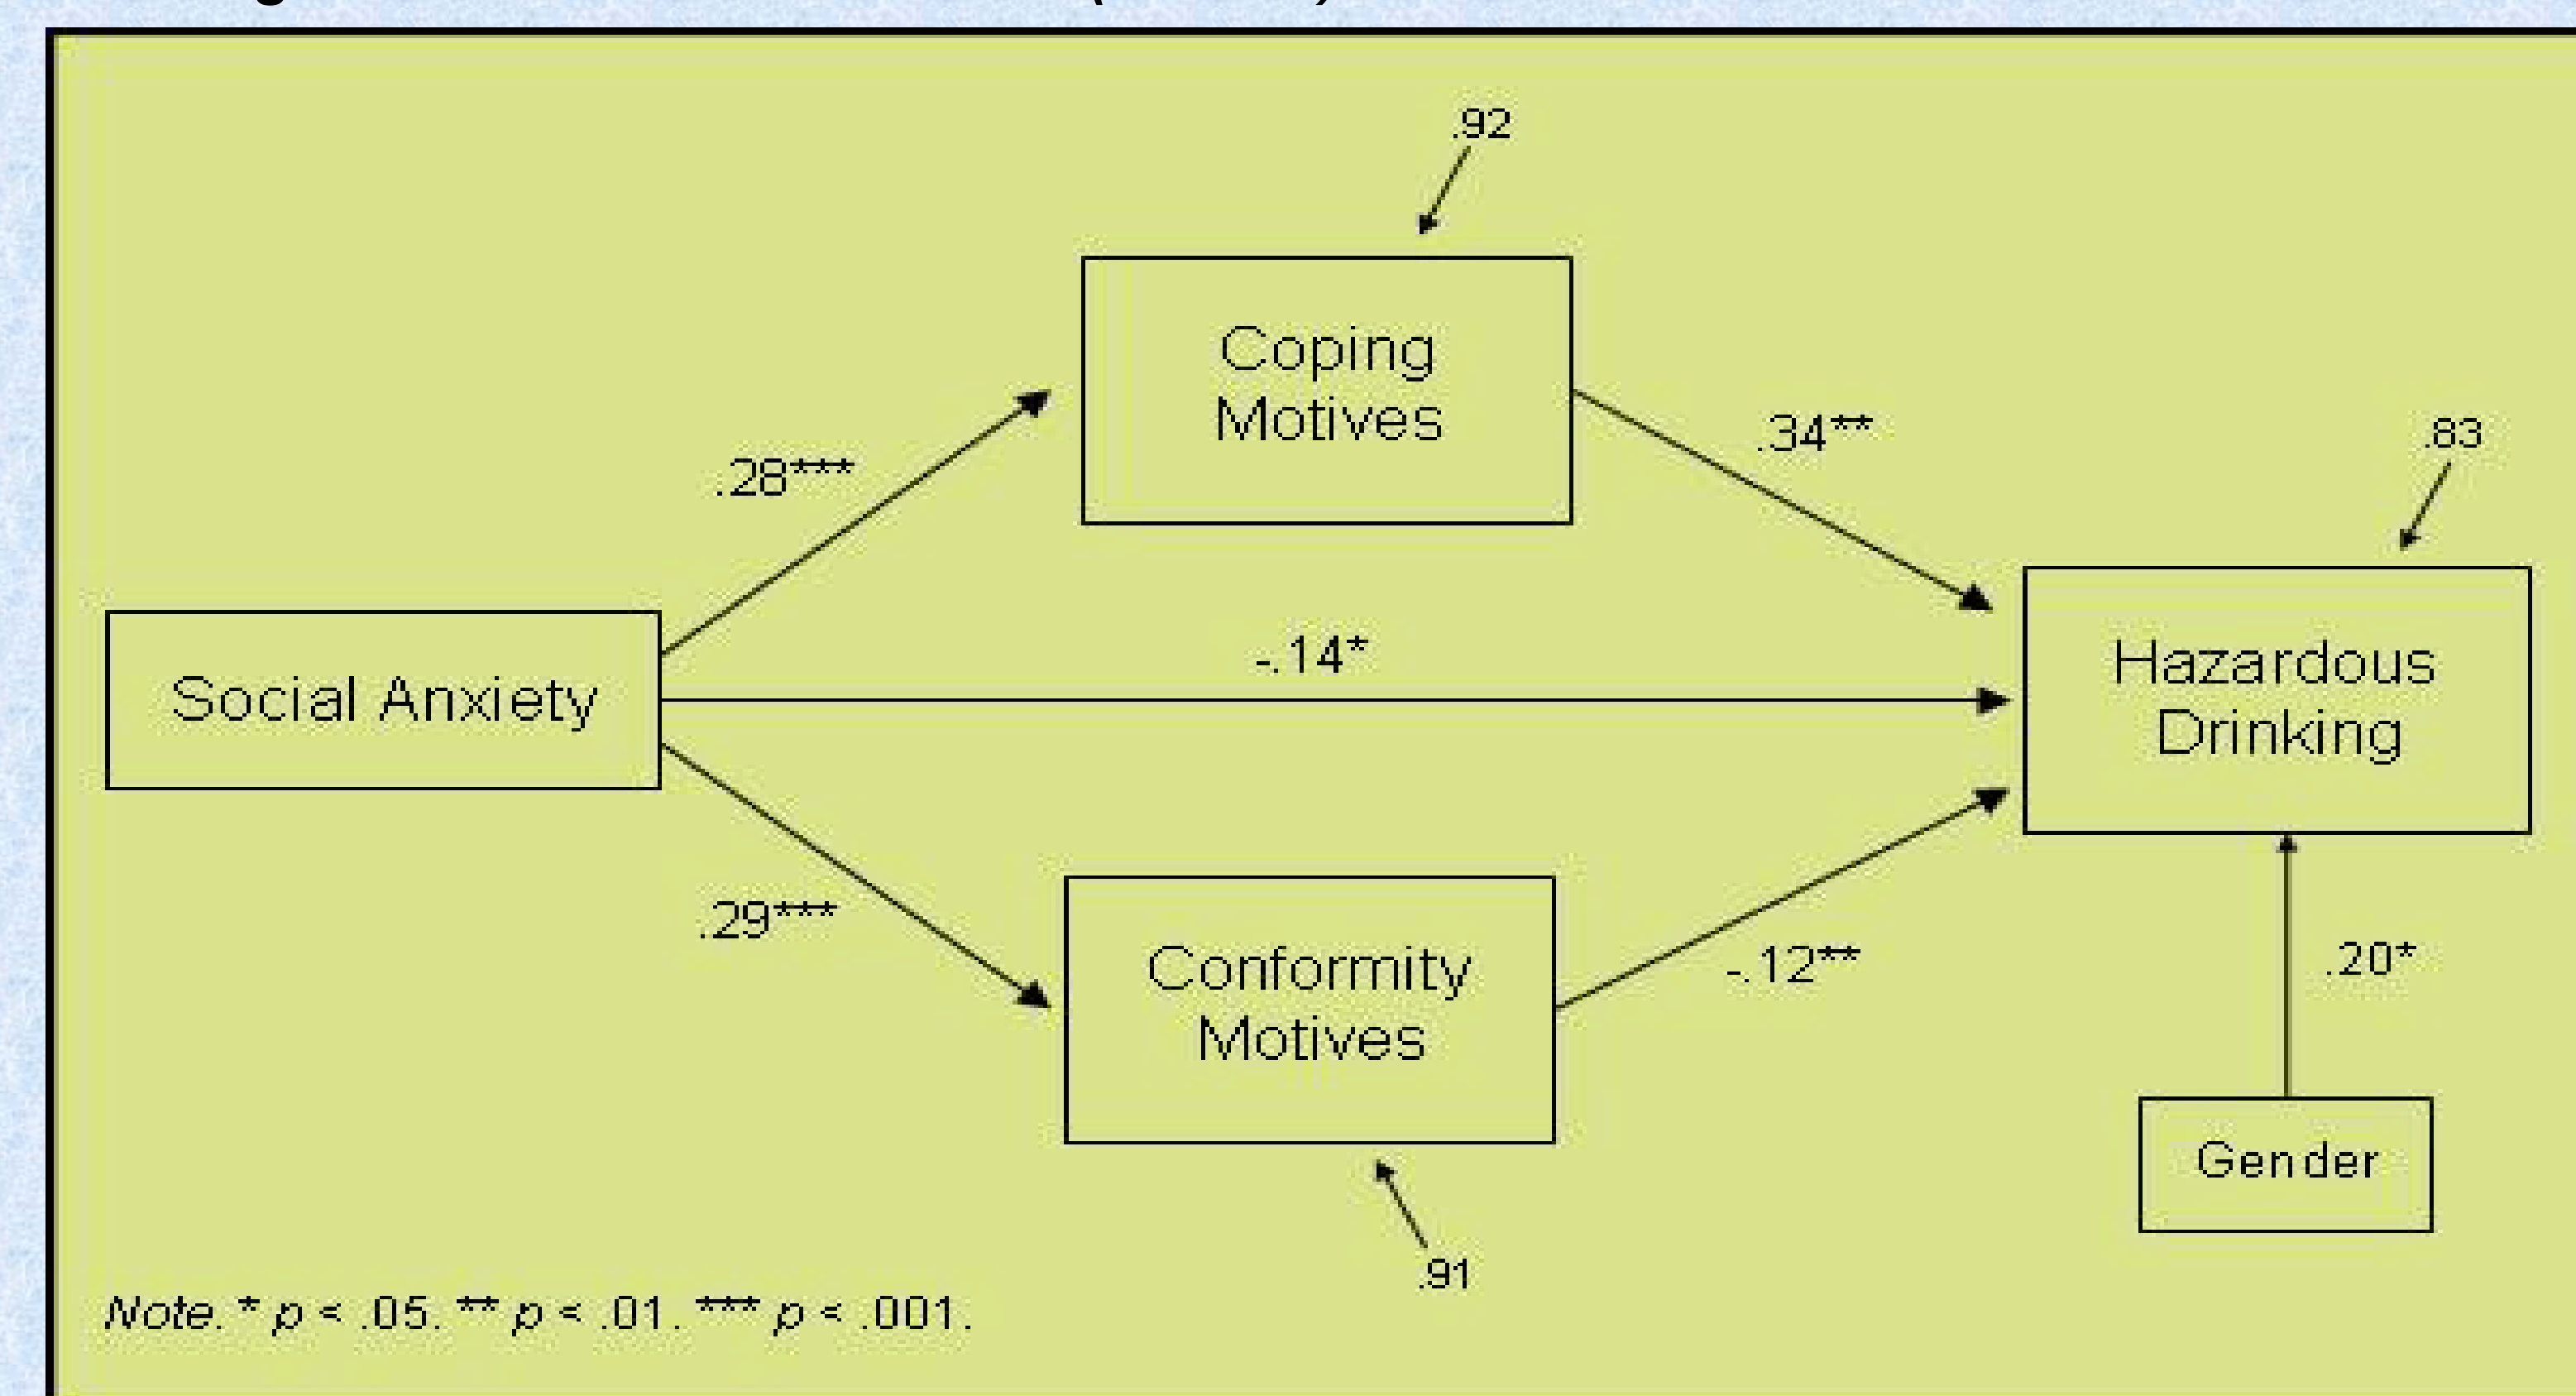 .92
Coping
Motives
.34**
.83
.28***
-.14*
Social Anxiety
Hazardous
Drinking
.29***
Conformity
Motives
-.12**
.20*
Gender
.91
Note. * p < .05. ** p < .01. *** p < .001.